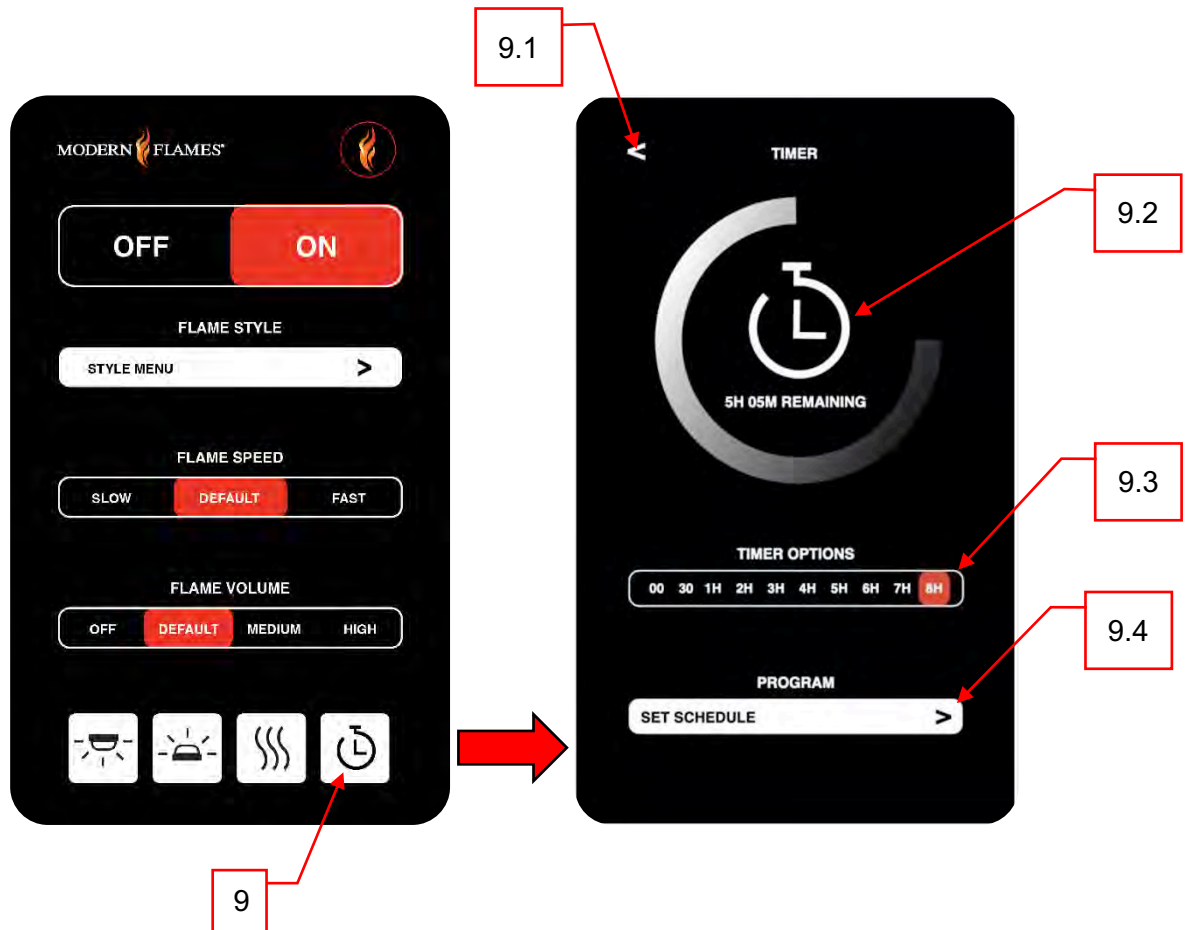 9.1
MODERN FLAMES®
OFF ON
FLAME STYLE
STYLE MENU >
FLAME SPEED
SLOW DEFAULT FAST
FLAME VOLUME
OFF DEFAULT MEDIUM HIGH
9
< TIMER
9.2
5H 05M REMAINING
9.3
TIMER OPTIONS
00 30 1H 2H 3H 4H 5H 6H 7H 8H
9.4
PROGRAM
SET SCHEDULE >